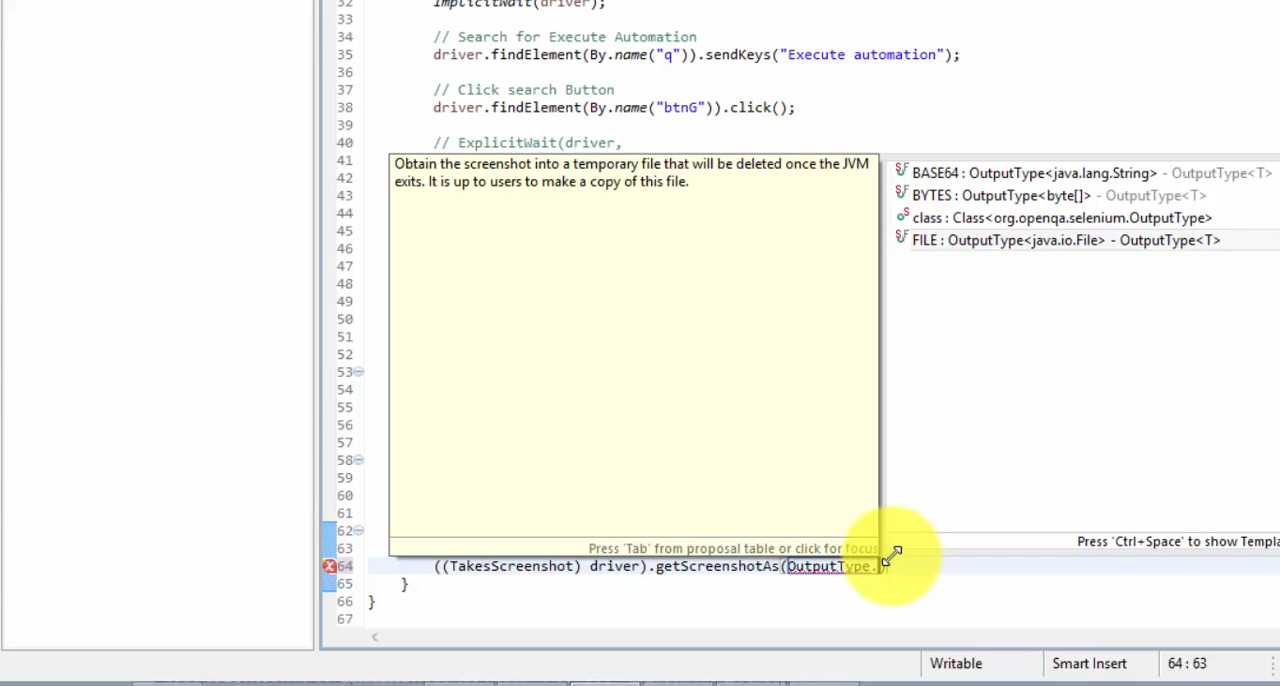 32 ImplicitWait(driver);
33
34 // Search for Execute Automation
35 driver.findElement(By.name("q")).sendKeys("Execute automation");
36
37 // Click search Button
38 driver.findElement(By.name("btnG")).click();
39
40 // ExplicitWait(driver,
41
42
43
44
45
46
47
48
49
50
51
52
53
54
55
56
57
58
59
60
61
62
63
64 ((TakesScreenshot) driver).getScreenshotAs(OutputType.)
65 }
66 }
67
Obtain the screenshot into a temporary file that will be deleted once the JVM
exits. It is up to users to make a copy of this file.
Press 'Tab' from proposal table or click for focus
BASE64 : OutputType<java.lang.String> - OutputType<T>
BYTES : OutputType<byte[]> - OutputType<T>
class : Class<org.openqa.selenium.OutputType>
FILE : OutputType<java.io.File> - OutputType<T>
Press 'Ctrl+Space' to show Templa
Writable
Smart Insert
64 : 63